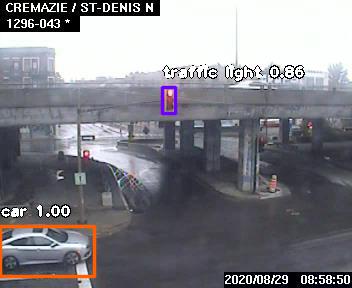 CREMAZIE / ST-DENIS N
1296-043 *
traffic light 0.86
car 1.00
2020/08/29 08:58:50